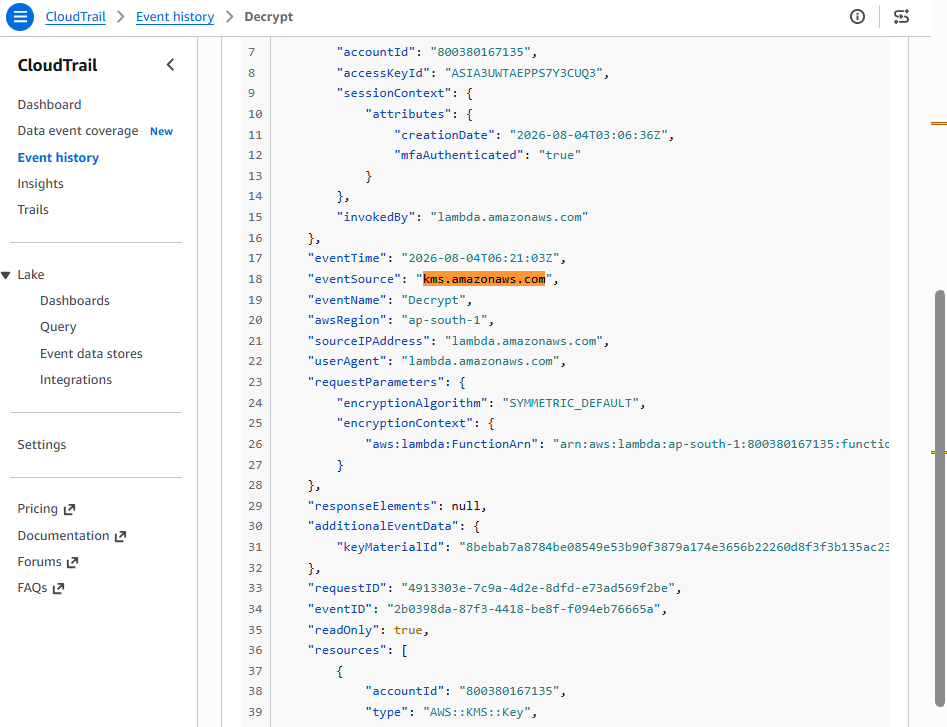 CloudTrail > Event history > Decrypt
CloudTrail
Dashboard
Data event coverage New
Event history
Insights
Trails
Lake
Dashboards
Query
Event data stores
Integrations
Settings
Pricing
Documentation
Forums
FAQs
7 "accountId": "800380167135",
8 "accessKeyId": "ASIA3UWTAEPPS7Y3CUQ3",
9 "sessionContext": {
10 "attributes": {
11 "creationDate": "2026-08-04T03:06:36Z",
12 "mfaAuthenticated": "true"
13 }
14 },
15 "invokedBy": "lambda.amazonaws.com"
16 },
17 "eventTime": "2026-08-04T06:21:03Z",
18 "eventSource": "kms.amazonaws.com",
19 "eventName": "Decrypt",
20 "awsRegion": "ap-south-1",
21 "sourceIPAddress": "lambda.amazonaws.com",
22 "userAgent": "lambda.amazonaws.com",
23 "requestParameters": {
24 "encryptionAlgorithm": "SYMMETRIC_DEFAULT",
25 "encryptionContext": {
26 "aws:lambda:FunctionArn": "arn:aws:lambda:ap-south-1:800380167135:functio
27 }
28 },
29 "responseElements": null,
30 "additionalEventData": {
31 "keyMaterialId": "8bebab7a8784be08549e53b90f3879a174e3656b22260d8f3f3b135ac23
32 },
33 "requestID": "4913303e-7c9a-4d2e-8dfd-e73ad569f2be",
34 "eventID": "2b0398da-87f3-4418-be8f-f094eb76665a",
35 "readOnly": true,
36 "resources": [
37 {
38 "accountId": "800380167135",
39 "type": "AWS::KMS::Key",